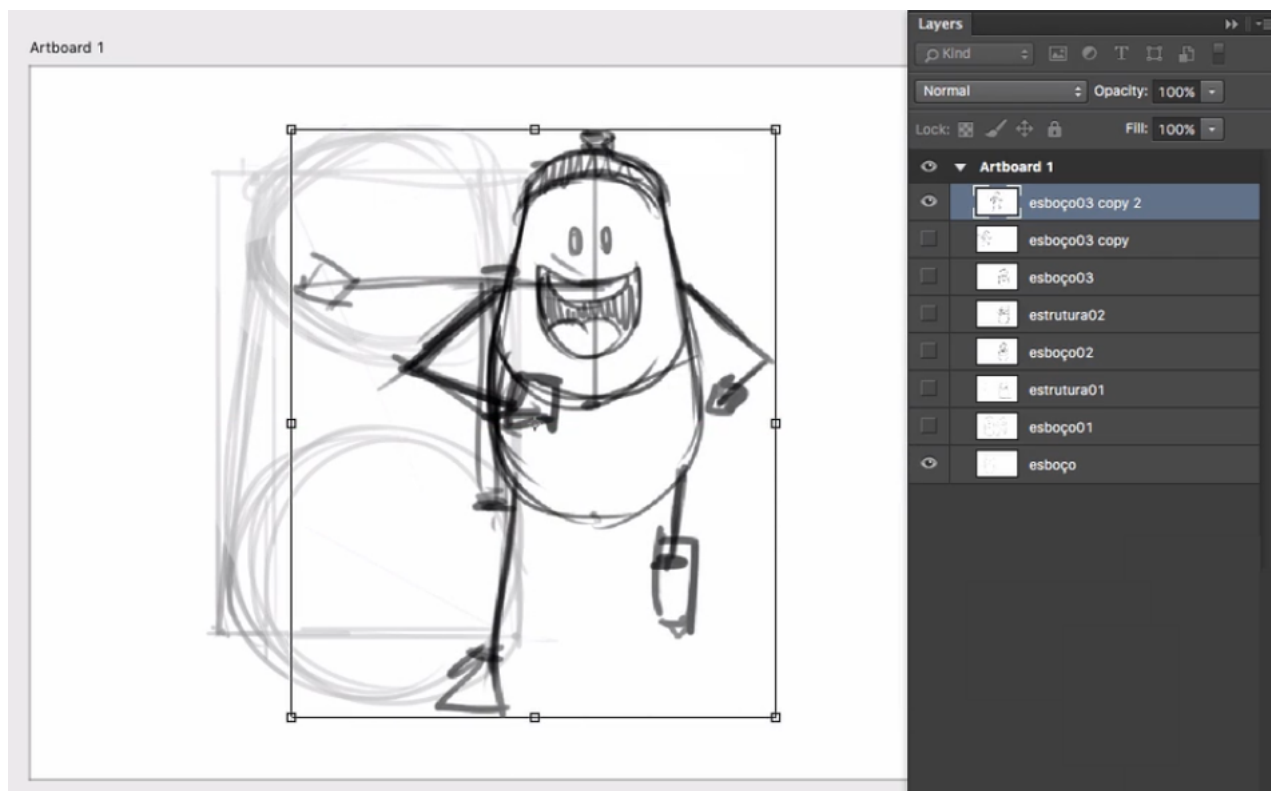 Artboard 1
Layers
Kind
Normal Opacity: 100%
Lock: Fill: 100%
Artboard 1
esboço03 copy 2
esboço03 copy
esboço03
estrutura02
esboço02
estrutura01
esboço01
esboço